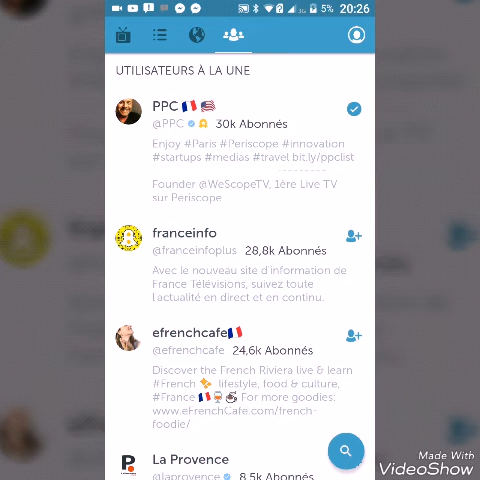 5% 20:26
UTILISATEURS À LA UNE
PPC 🇫🇷 🇺🇸
@PPC 30k Abonnés
Enjoy #Paris #Periscope #innovation
#startups #medias #travel bit.ly/ppclist
Founder @WeScopeTV, 1ère Live TV
sur Periscope
franceinfo
@franceinfoplus 28,8k Abonnés
Avec le nouveau site d'information de
France Télévisions, suivez toute
l'actualité en direct et en continu.
efrenchcafe🇫🇷
@efrenchcafe 24,6k Abonnés
Discover the French Riviera live & learn
#French lifestyle, food & culture,
#France 🇫🇷🍷☕ For more goodies:
www.eFrenchCafe.com/french-
foodie/
La Provence
@laprovence 8,5k Abonnés
Made With
VideoShow